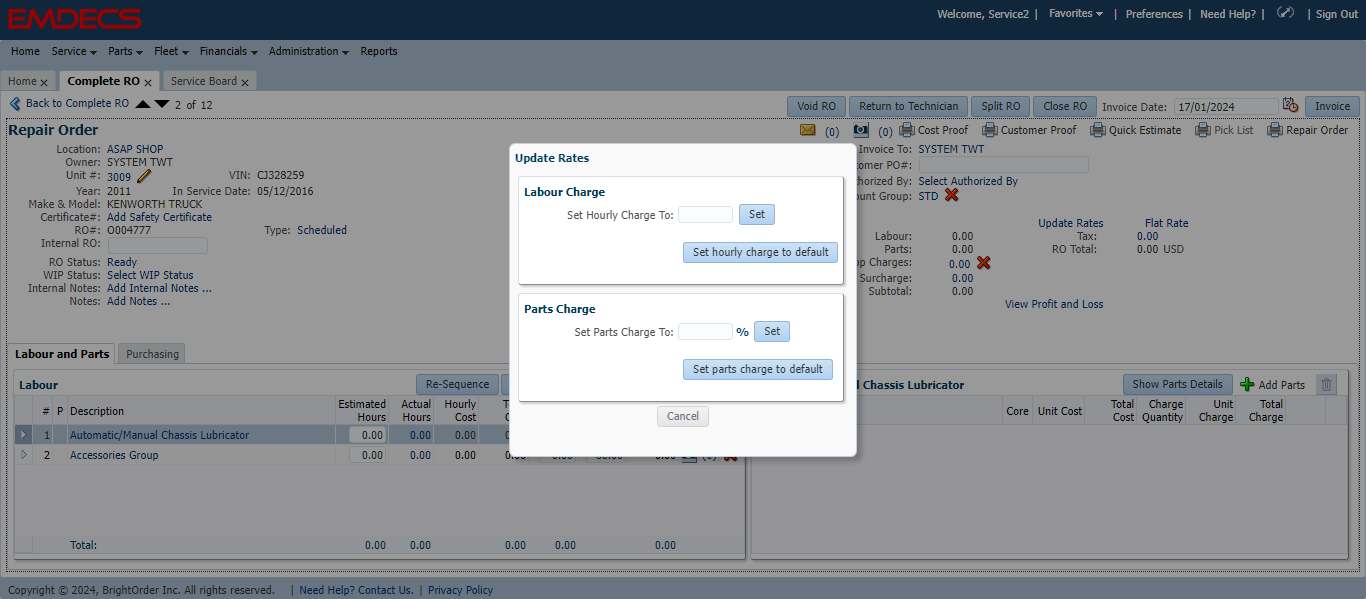 EMDECS
Welcome, Service2 | Favorites | Preferences | Need Help? | | Sign Out
Home Service Parts Fleet Financials Administration Reports
Home Complete RO Service Board
Back to Complete RO 2 of 12
Void RO Return to Technician Split RO Close RO Invoice Date: 17/01/2024 Invoice
Repair Order
(0) (0) Cost Proof Customer Proof Quick Estimate Pick List Repair Order
Location: ASAP SHOP
Owner: SYSTEM TWT
Unit #: 3009 VIN: CJ328259
Year: 2011 In Service Date: 05/12/2016
Make & Model: KENWORTH TRUCK
Certificate#: Add Safety Certificate
RO#: O004777 Type: Scheduled
Internal RO:
RO Status: Ready
WIP Status: Select WIP Status
Internal Notes: Add Internal Notes ...
Notes: Add Notes ...
Invoice To: SYSTEM TWT
PO#:
By: Select Authorized By
Group: STD
Update Rates Flat Rate
Labour: 0.00 Tax: 0.00
Parts: 0.00 RO Total: 0.00 USD
Charges: 0.00
Surcharge: 0.00
Subtotal: 0.00
View Profit and Loss
Update Rates
Labour Charge
Set Hourly Charge To: Set
Set hourly charge to default
Parts Charge
Set Parts Charge To: % Set
Set parts charge to default
Cancel
Labour and Parts Purchasing
Labour Re-Sequence
# P Description Estimated Hours Actual Hours Hourly Cost
1 Automatic/Manual Chassis Lubricator 0.00 0.00 0.00
2 Accessories Group 0.00 0.00 0.00
Total: 0.00 0.00 0.00 0.00 0.00
Chassis Lubricator Show Parts Details Add Parts
Core Unit Cost Total Cost Charge Quantity Unit Charge Total Charge
Copyright © 2024, BrightOrder Inc. All rights reserved. | Need Help? Contact Us. | Privacy Policy